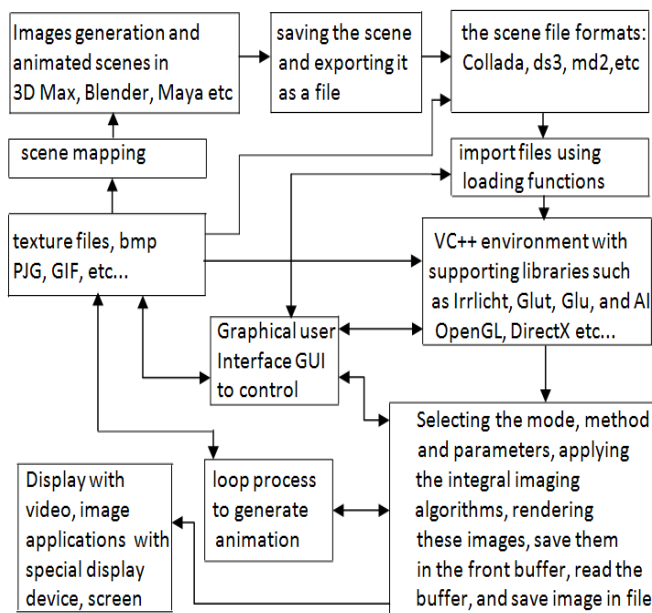 Images generation and
animated scenes in
3D Max, Blender, Maya etc
saving the scene
and exporting it
as a file
the scene file formats:
Collada, ds3, md2,etc
scene mapping
import files using
loading functions
texture files, bmp
PJG, GIF, etc...
VC++ environment with
supporting libraries such
as Irrlicht, Glut, Glu, and AI
OpenGL, DirectX etc...
Graphical user
Interface GUI
to control
Selecting the mode, method
and parameters, applying
the integral imaging
algorithms, rendering
these images, save them
in the front buffer, read the
buffer, and save image in file
loop process
to generate
animation
Display with
video, image
applications with
special display
device, screen